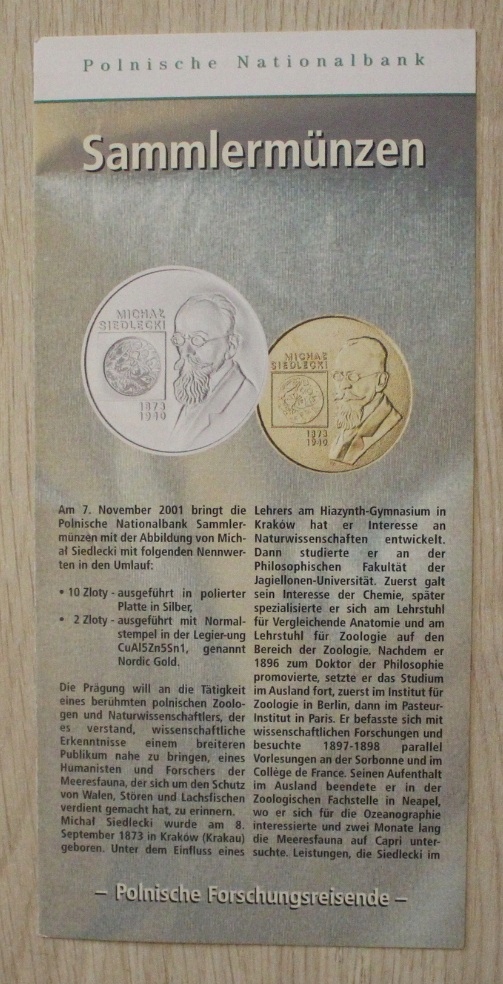 Polnische Nationalbank
Sammlermünzen
MICHAŁ
SIEDLECKI
1873
1940
MICHAŁ
SIEDLECKI
1873
1940
Am 7. November 2001 bringt die
Polnische Nationalbank Sammler-
münzen mit der Abbildung von Mich-
al Siedlecki mit folgenden Nennwer-
ten in den Umlauf:
• 10 Zloty - ausgeführt in polierter
Platte in Silber,
• 2 Zloty - ausgeführt mit Normal-
stempel in der Legier-ung
CuAl5Zn5Sn1, genannt
Nordic Gold.
Die Prägung will an die Tätigkeit
eines berühmten polnischen Zoolo-
gen und Naturwissenschaftlers, der
es verstand, wissenschaftliche
Erkenntnisse einem breiteren
Publikum nahe zu bringen, eines
Humanisten und Forschers der
Meeresfauna, der sich um den Schutz
von Walen, Stören und Lachsfischen
verdient gemacht hat, zu erinnern.
Michał Siedlecki wurde am 8.
September 1873 in Kraków (Krakau)
geboren. Unter dem Einfluss eines
Lehrers am Hiazynth-Gymnasium in
Kraków hat er Interesse an
Naturwissenschaften entwickelt.
Dann studierte er an der
Philosophischen Fakultät der
Jagiellonen-Universität. Zuerst galt
sein Interesse der Chemie, später
spezialisierte er sich am Lehrstuhl
für Vergleichende Anatomie und am
Lehrstuhl für Zoologie auf den
Bereich der Zoologie. Nachdem er
1896 zum Doktor der Philosophie
promovierte, setzte er das Studium
im Ausland fort, zuerst im Institut für
Zoologie in Berlin, dann im Pasteur-
Institut in Paris. Er befasste sich mit
wissenschaftlichen Forschungen und
besuchte 1897-1898 parallel
Vorlesungen an der Sorbonne und im
Collège de France. Seinen Aufenthalt
im Ausland beendete er in der
Zoologischen Fachstelle in Neapel,
wo er sich für die Ozeanographie
interessierte und zwei Monate lang
die Meeresfauna auf Capri unter-
suchte. Leistungen, die Siedlecki im
– Polnische Forschungsreisende –